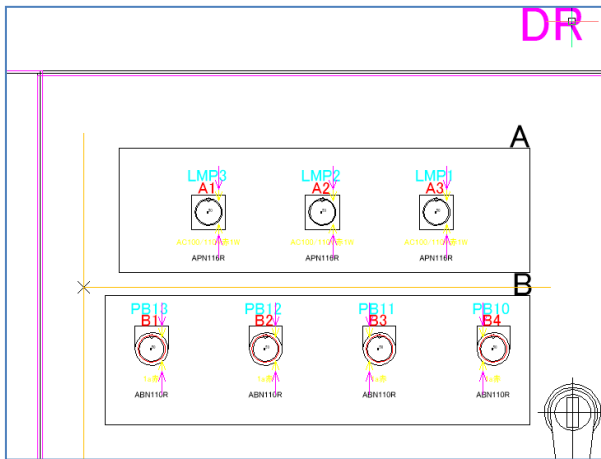 DR
A
LMP3 LMP2 LMP1
A1 A2 A3
APN116R APN116R APN116R
B
PB13 PB12 PB11 PB10
B1 B2 B3 B4
ABN110R ABN110R ABN110R ABN110R